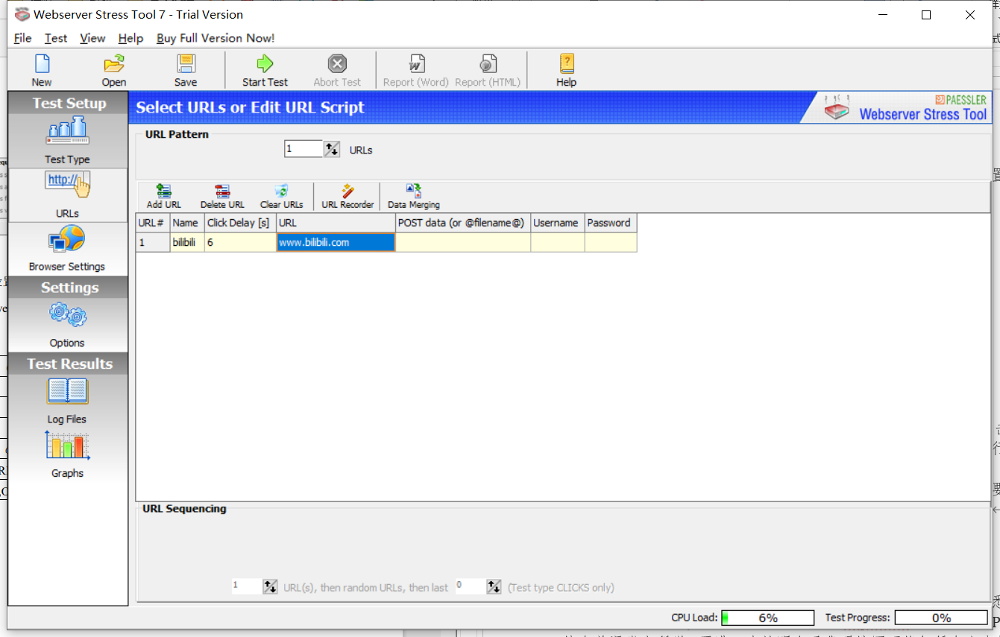 Webserver Stress Tool 7 - Trial Version
File Test View Help Buy Full Version Now!
New Open Save Start Test Abort Test Report (Word) Report (HTML) Help
Test Setup
Test Type
http://
URLs
Browser Settings
Settings
Options
Test Results
Log Files
Graphs
Select URLs or Edit URL Script
PAESSLER
Webserver Stress Tool
URL Pattern
1 URLs
Add URL Delete URL Clear URLs URL Recorder Data Merging
URL# Name Click Delay [s] URL POST data (or @filename@) Username Password
1 bilibili 6 www.bilibili.com
URL Sequencing
1 URL(s), then random URLs, then last 0 (Test type CLICKS only)
CPU Load: 6% Test Progress: 0%